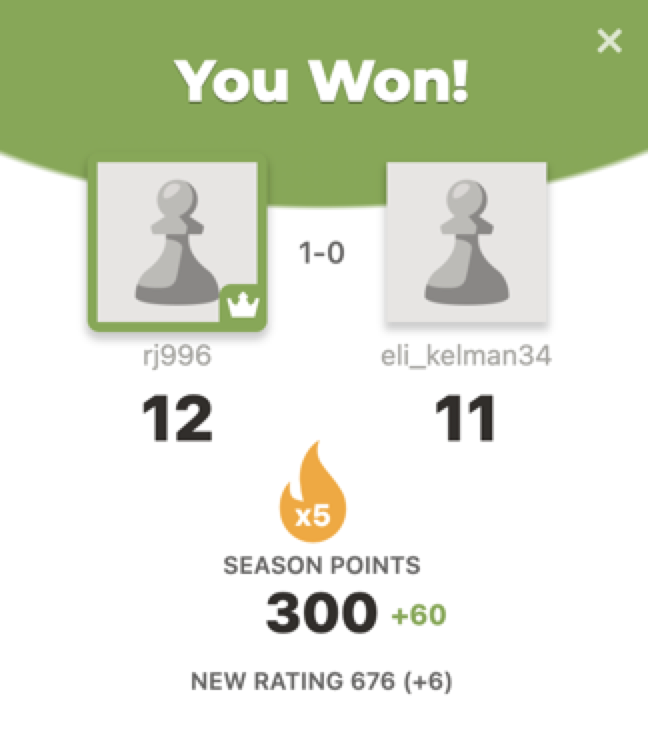 You Won!
1-0
rj996 eli_kelman34
12 11
x5
SEASON POINTS
300 +60
NEW RATING 676 (+6)